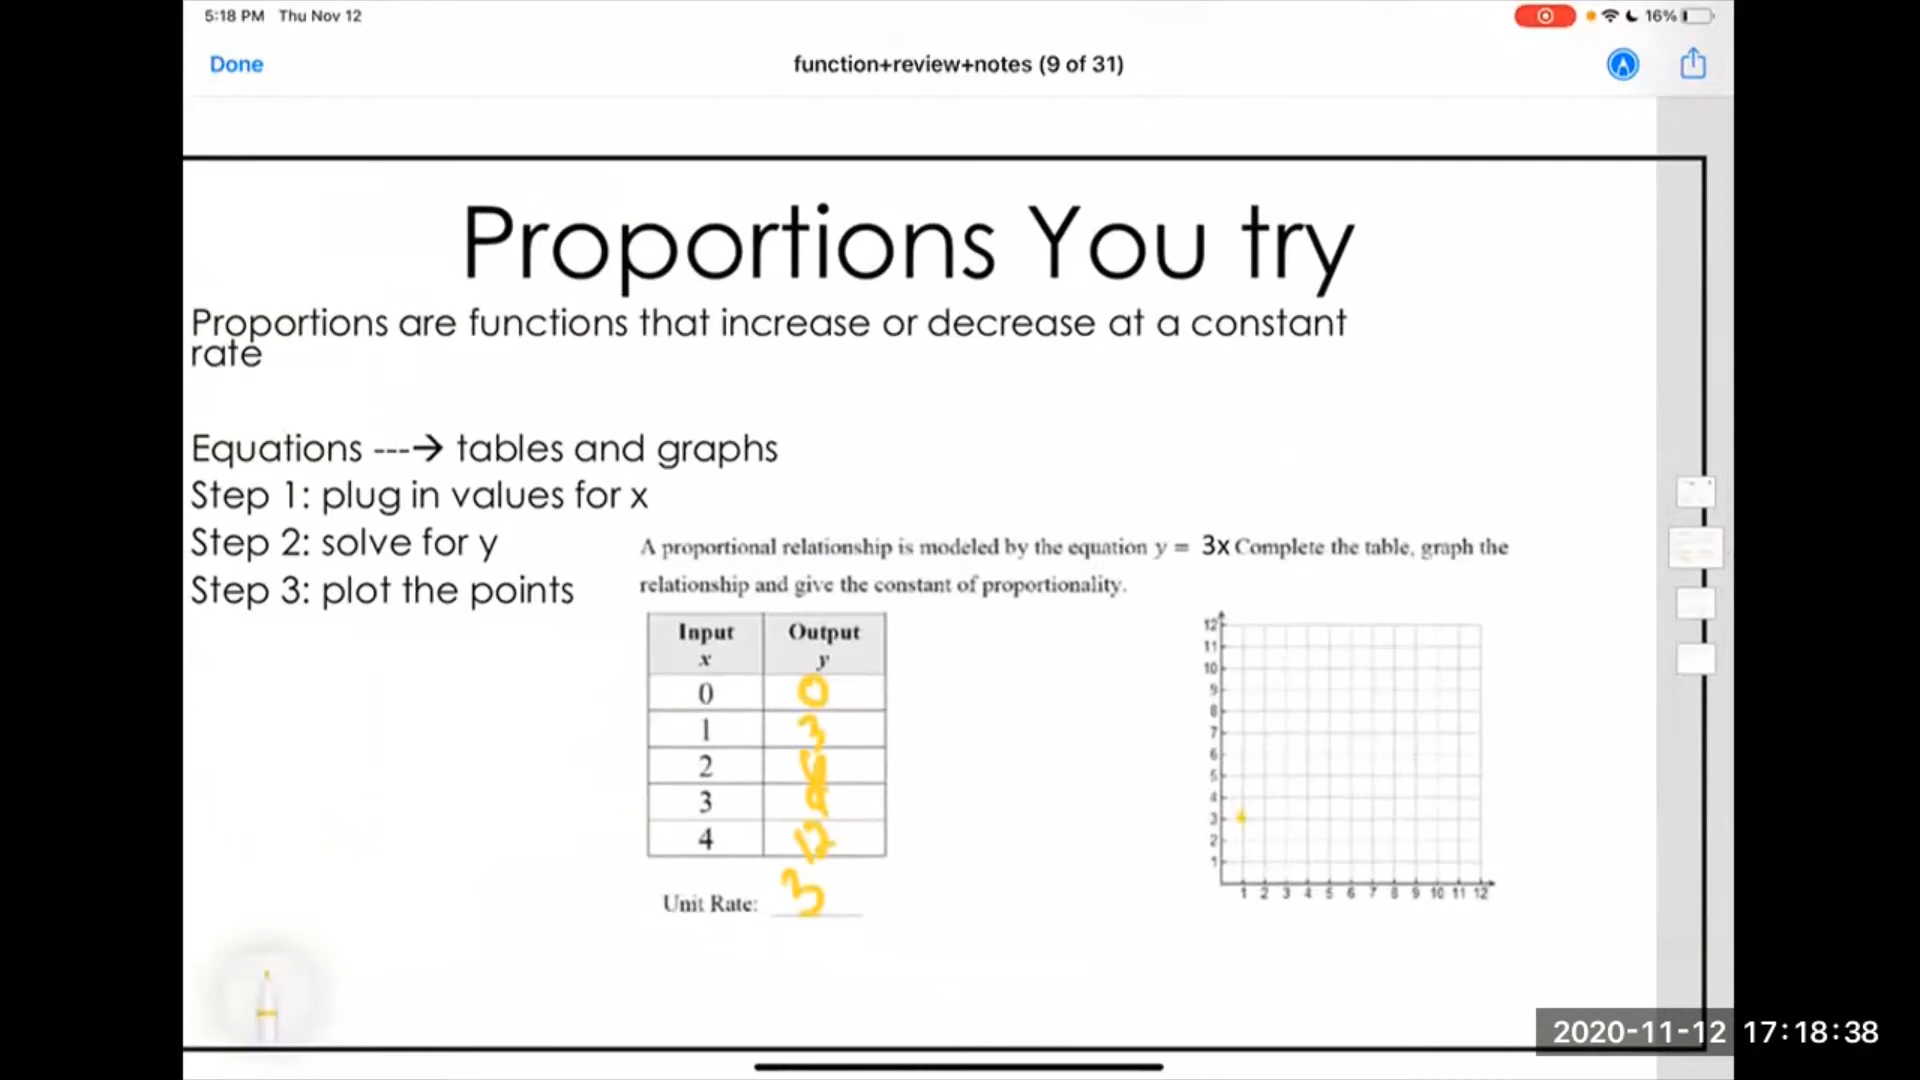 5:18 PM Thu Nov 12
16%
Done
function+review+notes (9 of 31)
Proportions You try
Proportions are functions that increase or decrease at a constant
rate
Equations ---→ tables and graphs
Step 1: plug in values for x
Step 2: solve for y
Step 3: plot the points
A proportional relationship is modeled by the equation y = 3x Complete the table, graph the
relationship and give the constant of proportionality.
Input Output
x y
0 0
1 3
2 6
3 9
4 12
Unit Rate: 3
12
11
10
9
8
7
6
5
4
3
2
1
1 2 3 4 5 6 7 8 9 10 11 12
2020-11-12 17:18:38